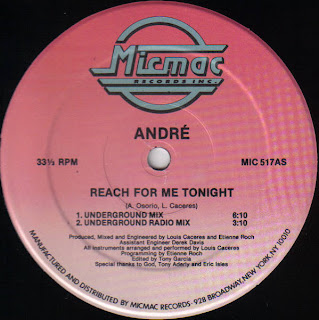 Micmac
RECORDS INC.
ANDRÉ
33⅓ RPM
MIC 517AS
REACH FOR ME TONIGHT
(A. Osorio, L. Caceres)
1. UNDERGROUND MIX 6:10
2. UNDERGROUND RADIO MIX 3:10
Produced, Mixed and Engineered by Louis Caceres and Etienne Roch
Assistant Engineer Derek Davis
All instruments arranged and performed by Louis Caceres
Programming by Etienne Roch
Edited by Tony Garcia
Special thanks to God, Tony Aderly and Eric Isles
MANUFACTURED AND DISTRIBUTED BY MICMAC RECORDS · 928 BROADWAY, NEW YORK, NY 10010